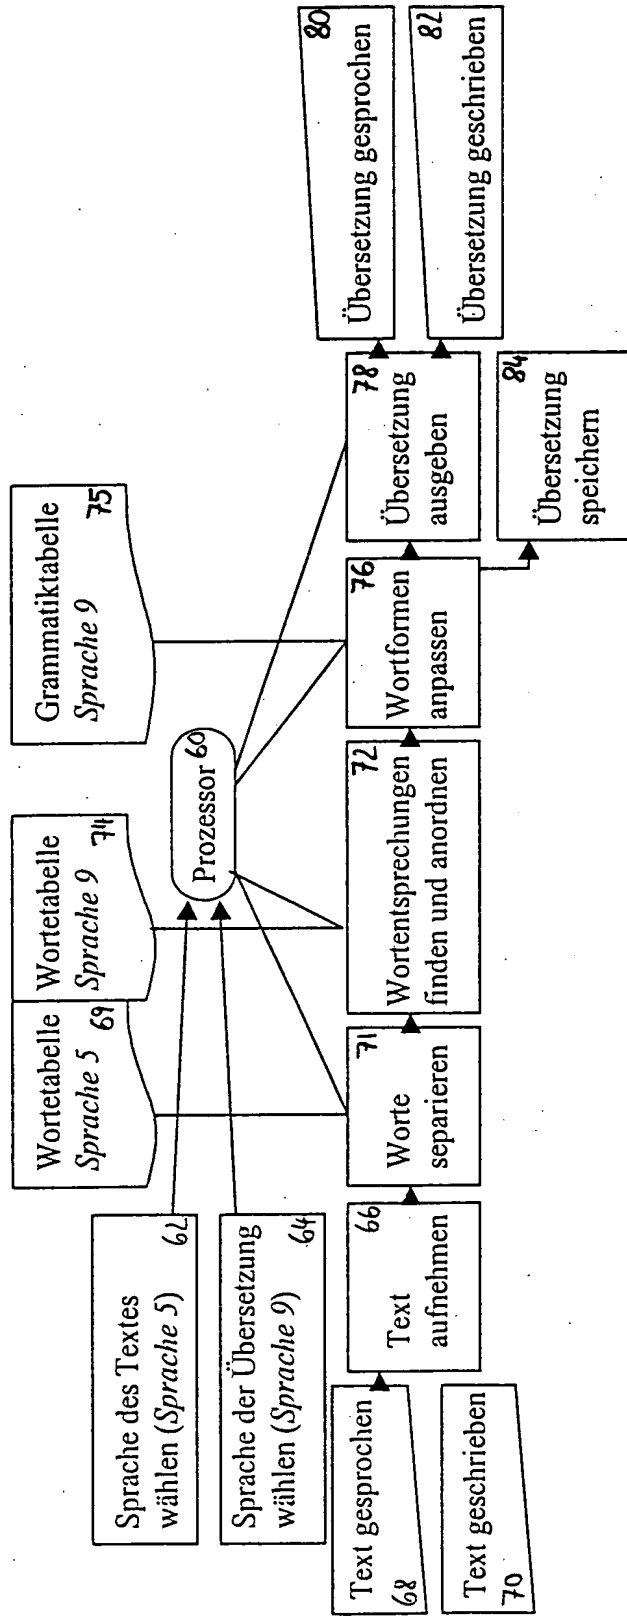 Wortetabelle
Sprache 5
69
Wortetabelle
Sprache 9
74
Grammatiktabelle
Sprache 9
75
Sprache des Textes
wählen (Sprache 5)
62
Sprache der Übersetzung
wählen (Sprache 9)
64
Prozessor 60
Text gesprochen
68
Text geschrieben
70
Text
aufnehmen
66
Worte
separieren
71
Wortentsprechungen
finden und anordnen
72
Wortformen
anpassen
76
Übersetzung
ausgeben
78
Übersetzung gesprochen
80
Übersetzung geschrieben
82
Übersetzung
speichern
84